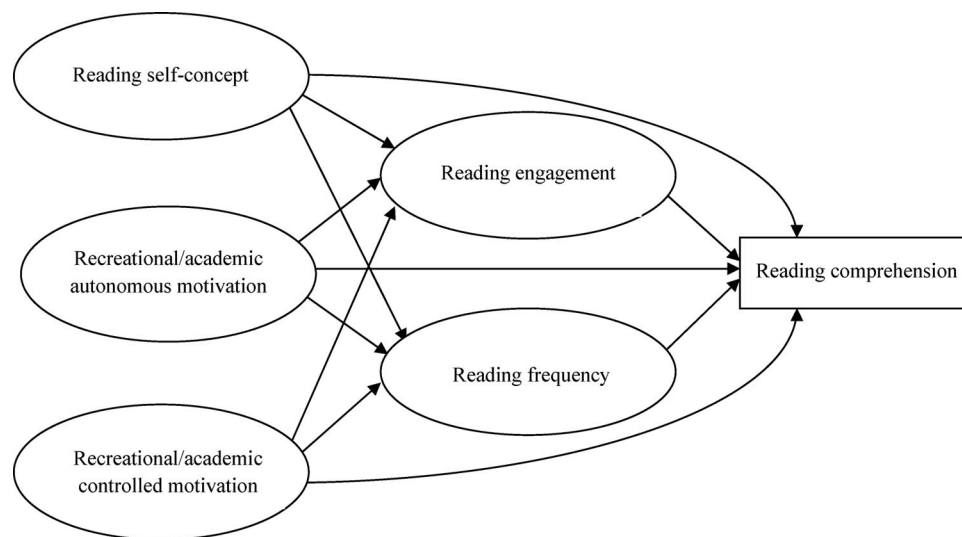 Reading self-concept
Reading engagement
Recreational/academic
autonomous motivation
Reading comprehension
Reading frequency
Recreational/academic
controlled motivation